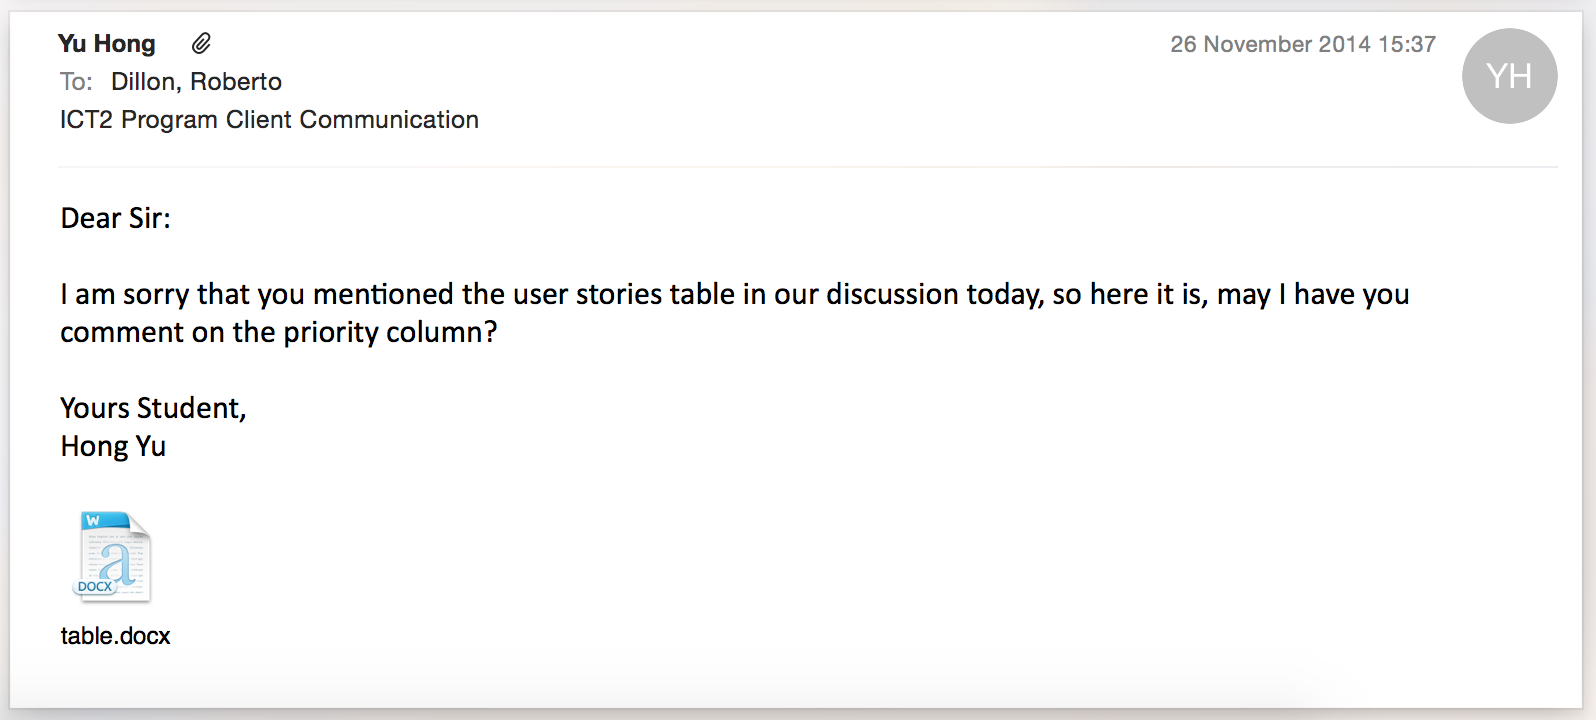 Yu Hong
26 November 2014 15:37
YH
To: Dillon, Roberto
ICT2 Program Client Communication
Dear Sir:
I am sorry that you mentioned the user stories table in our discussion today, so here it is, may I have you
comment on the priority column?
Yours Student,
Hong Yu
W
a
DOCX
table.docx